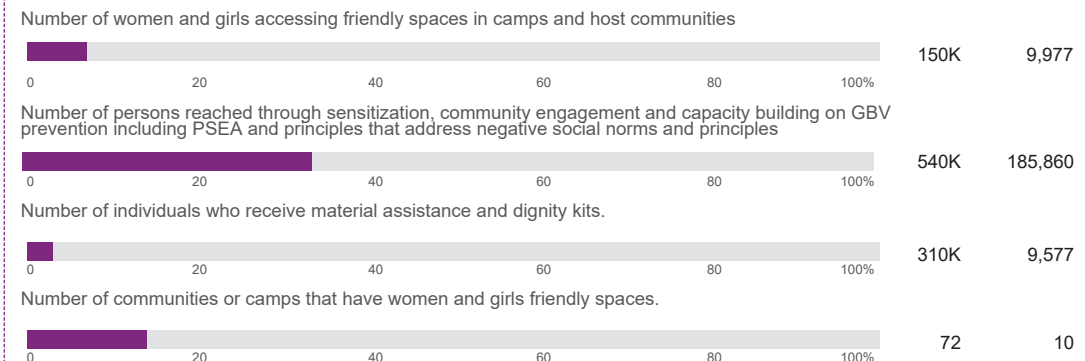 Number of women and girls accessing friendly spaces in camps and host communities
150K 9,977
0 20 40 60 80 100%
Number of persons reached through sensitization, community engagement and capacity building on GBV
prevention including PSEA and principles that address negative social norms and principles
540K 185,860
0 20 40 60 80 100%
Number of individuals who receive material assistance and dignity kits.
310K 9,577
0 20 40 60 80 100%
Number of communities or camps that have women and girls friendly spaces.
72 10
0 20 40 60 80 100%